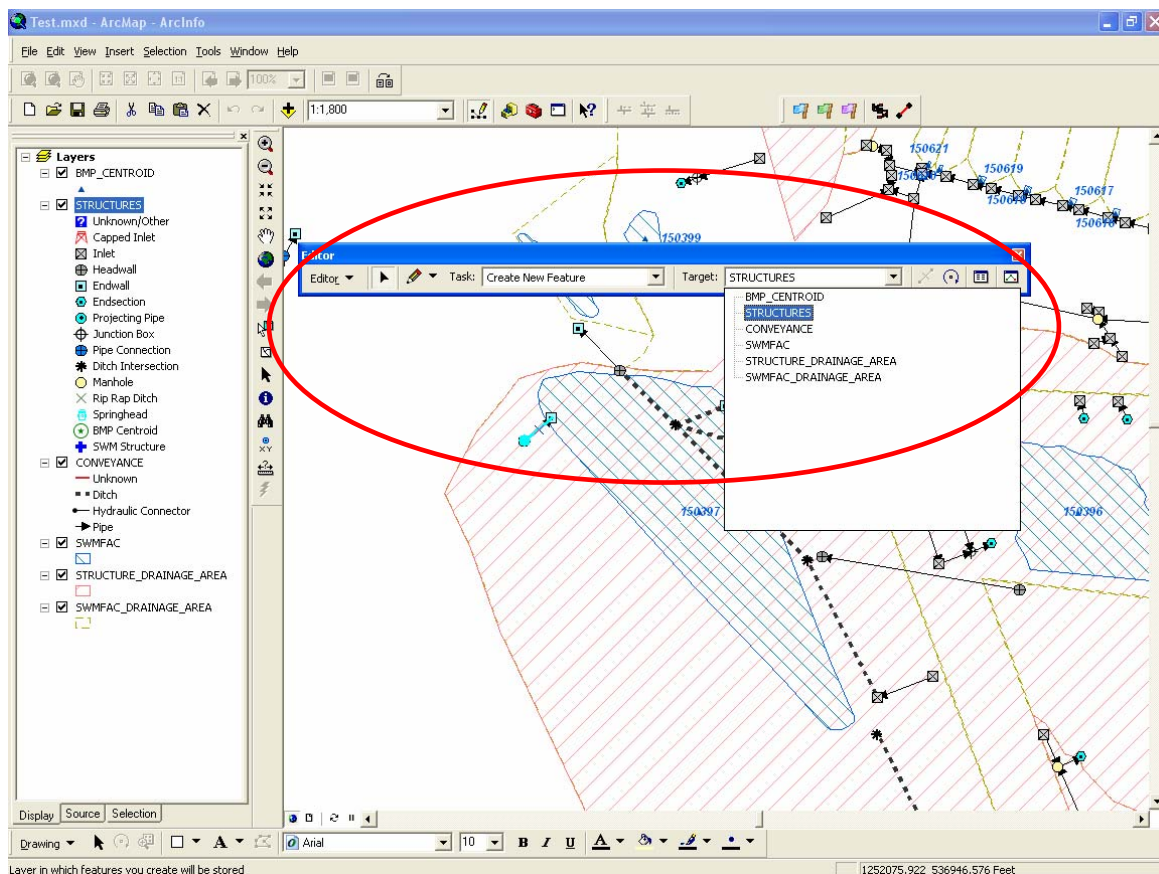 Test.mxd - ArcMap - ArcInfo
File Edit View Insert Selection Tools Window Help
100%
1:1,800
Layers
BMP_CENTROID
STRUCTURES
Unknown/Other
Capped Inlet
Inlet
Headwall
Endwall
Endsection
Projecting Pipe
Junction Box
Pipe Connection
Ditch Intersection
Manhole
Rip Rap Ditch
Springhead
BMP Centroid
SWM Structure
CONVEYANCE
Unknown
Ditch
Hydraulic Connector
Pipe
SWMFAC
STRUCTURE_DRAINAGE_AREA
SWMFAC_DRAINAGE_AREA
150621
150619
150617
150399
Editor
Editor Task: Create New Feature Target: STRUCTURES
BMP_CENTROID
STRUCTURES
CONVEYANCE
SWMFAC
STRUCTURE_DRAINAGE_AREA
SWMFAC_DRAINAGE_AREA
150397
150396
Display Source Selection
Drawing A Arial 10 B I U A
Layer in which features you create will be stored
1252075.922 536946.576 Feet